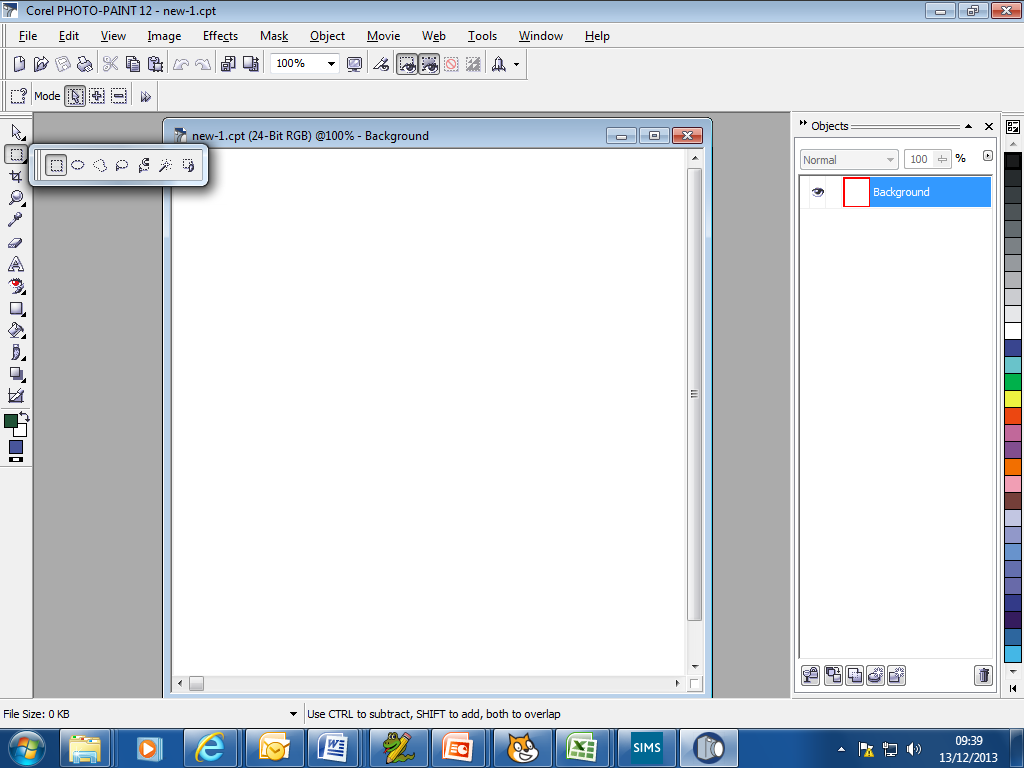 Corel PHOTO-PAINT 12 - new-1.cpt
File Edit View Image Effects Mask Object Movie Web Tools Window Help
100%
Mode
new-1.cpt (24-Bit RGB) @100% - Background
Objects
Normal 100 %
Background
File Size: 0 KB
Use CTRL to subtract, SHIFT to add, both to overlap
SIMS
09:39
13/12/2013